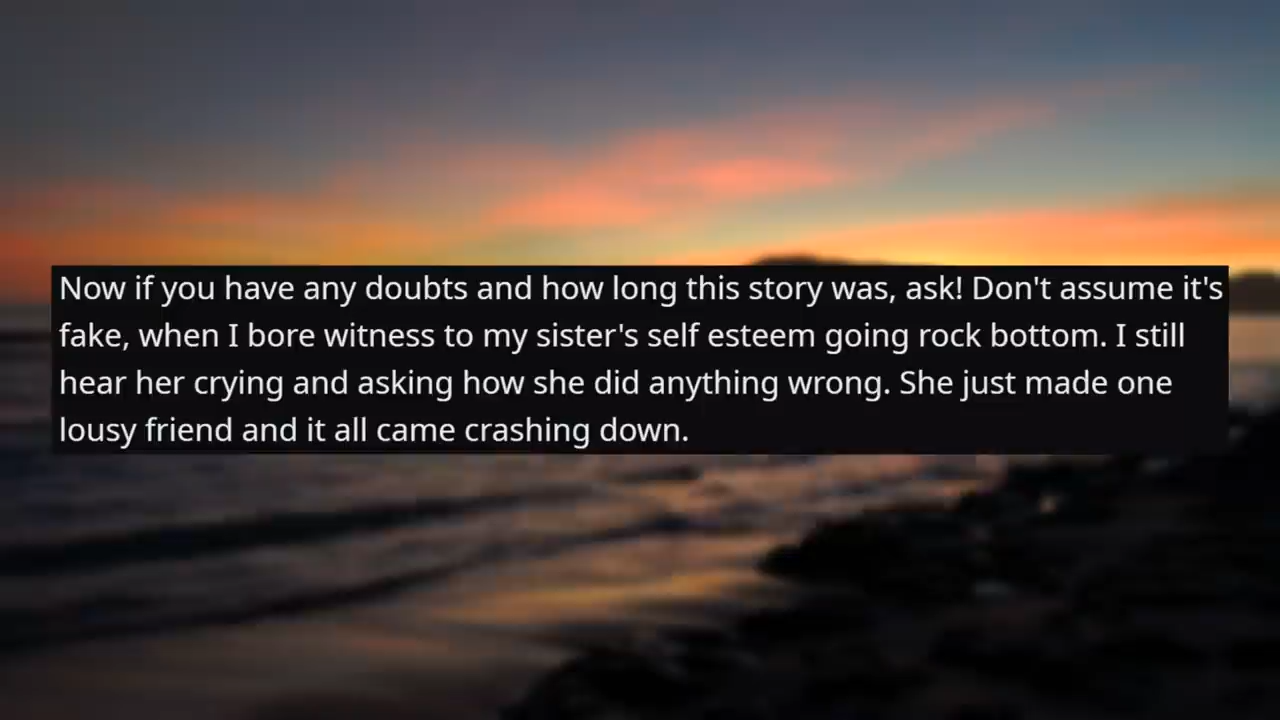 Now if you have any doubts and how long this story was, ask! Don't assume it's
fake, when I bore witness to my sister's self esteem going rock bottom. I still
hear her crying and asking how she did anything wrong. She just made one
lousy friend and it all came crashing down.